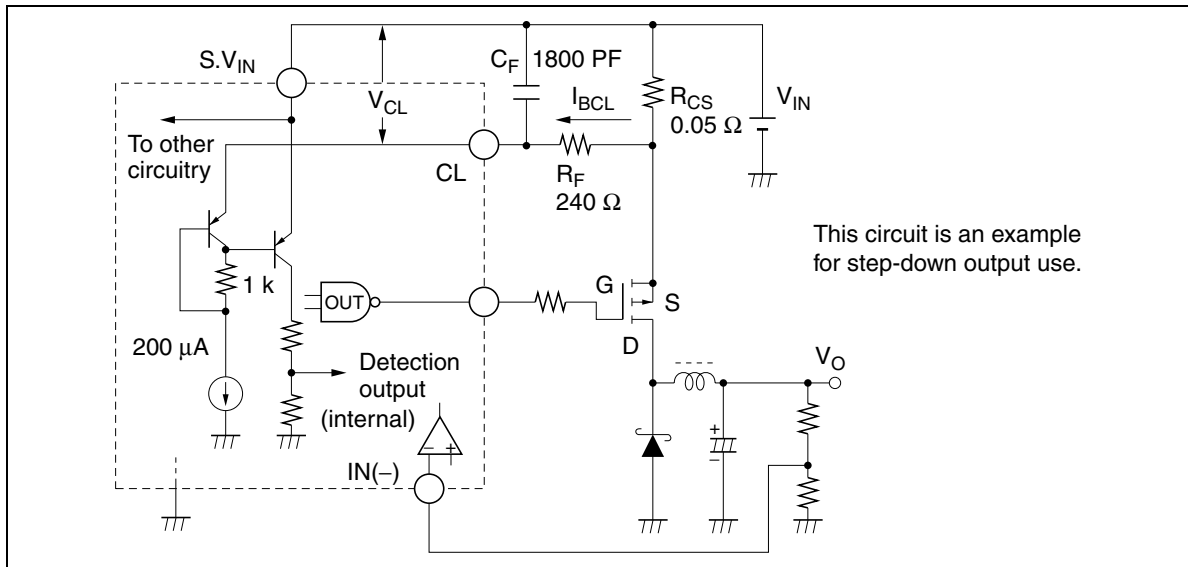 S.VIN
CF 1800 PF
VCL
IBCL
RCS
0.05 Ω
VIN
To other
circuitry
CL
RF
240 Ω
This circuit is an example
for step-down output use.
1 k
OUT
G
S
D
200 μA
Detection
output
(internal)
VO
− +
+
−
IN(−)